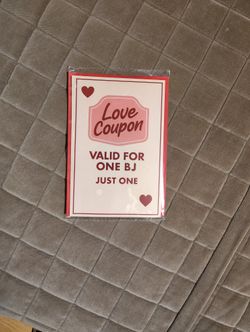 Love
Coupon
VALID FOR
ONE BJ
JUST ONE